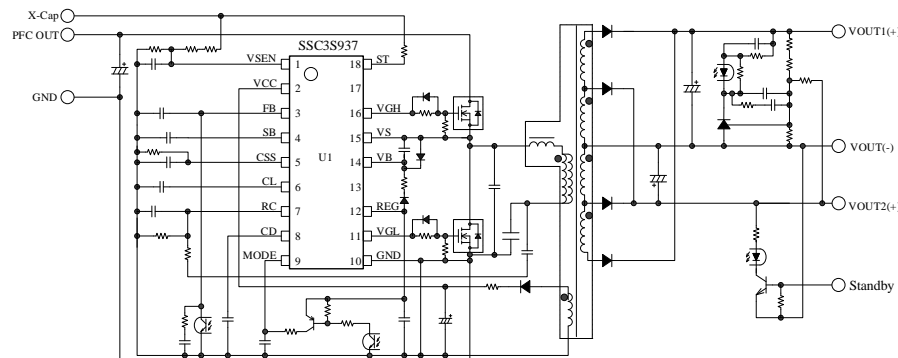 X-Cap
PFC OUT
GND
SSC3S937
U1
VSEN 1
VCC 2
FB 3
SB 4
CSS 5
CL 6
RC 7
CD 8
MODE 9
18 ST
17
16 VGH
15 VS
14 VB
13
12 REG
11 VGL
10 GND
VOUT1(+)
VOUT(-)
VOUT2(+)
Standby